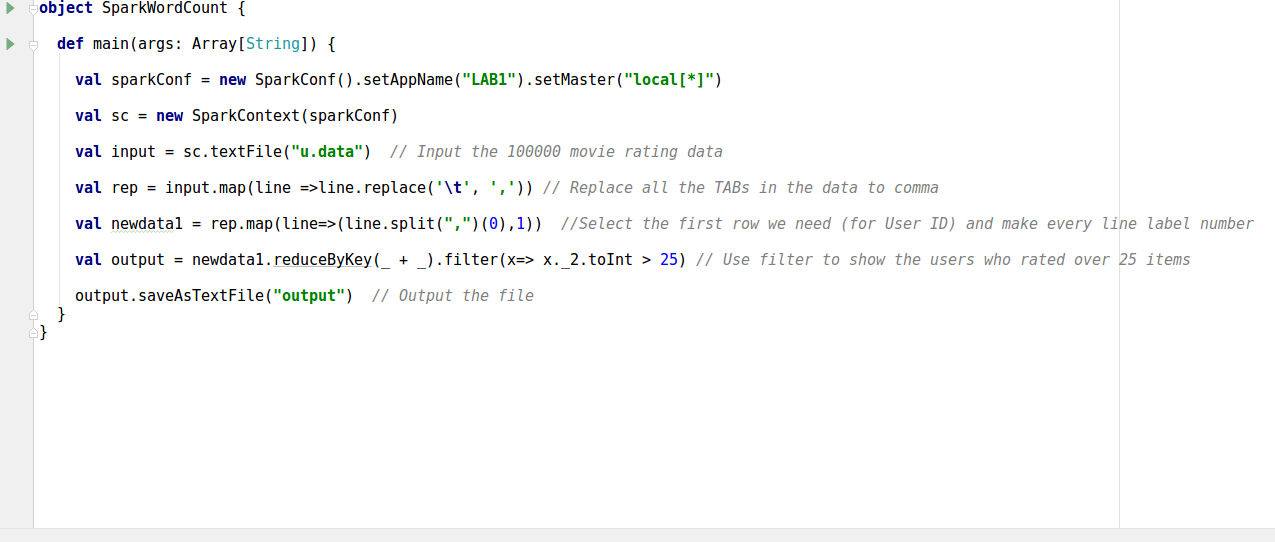 object SparkWordCount {
def main(args: Array[String]) {
val sparkConf = new SparkConf().setAppName("LAB1").setMaster("local[*]")
val sc = new SparkContext(sparkConf)
val input = sc.textFile("u.data")  // Input the 100000 movie rating data
val rep = input.map(line =>line.replace('\t', ',')) // Replace all the TABs in the data to comma
val newdata1 = rep.map(line=>(line.split(",")(0),1))  //Select the first row we need (for User ID) and make every line label number
val output = newdata1.reduceByKey(_ + _).filter(x=> x._2.toInt > 25) // Use filter to show the users who rated over 25 items
output.saveAsTextFile("output")  // Output the file
}
}